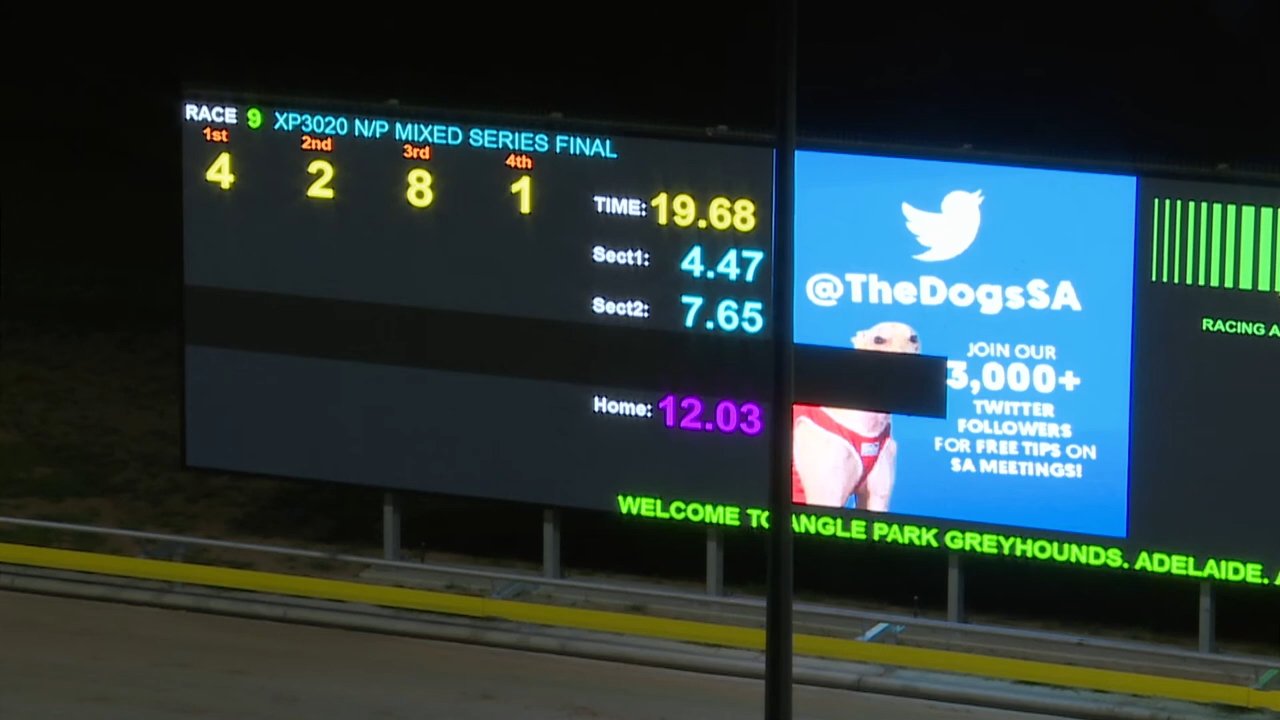 RACE 9 XP3020 N/P MIXED SERIES FINAL
1st 2nd 3rd 4th
4 2 8 1
TIME: 19.68
Sect1: 4.47
Sect2: 7.65
Home: 12.03
@TheDogsSA
JOIN OUR
3,000+
TWITTER
FOLLOWERS
FOR FREE TIPS ON
SA MEETINGS!
RACING
WELCOME TO ANGLE PARK GREYHOUNDS. ADELAIDE.